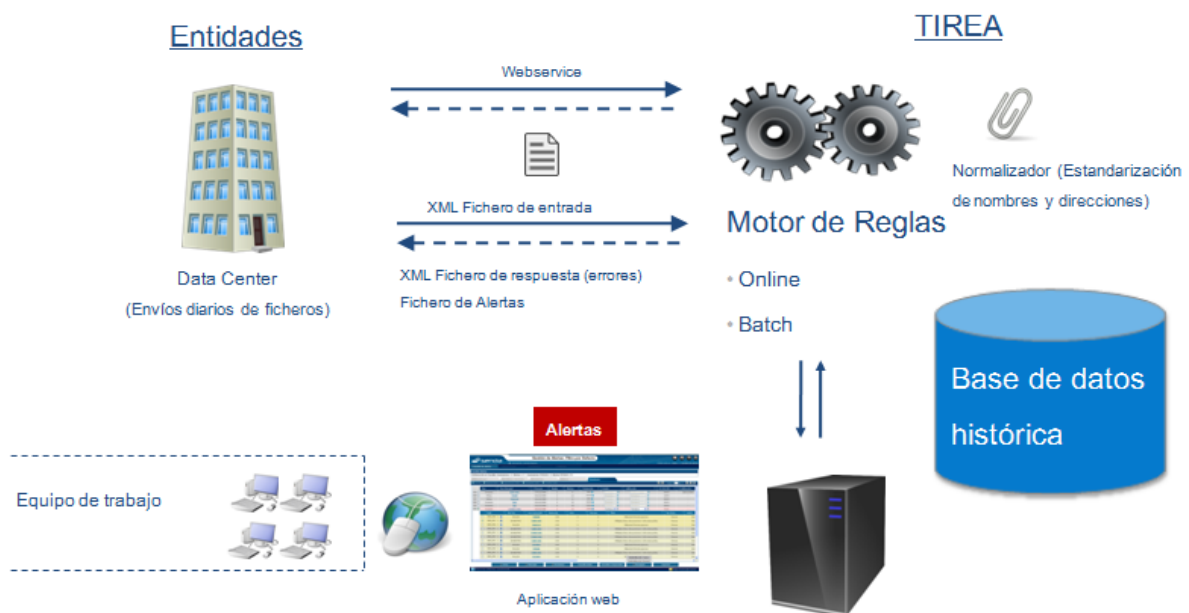 Entidades
TIREA
Webservice
Normalizador (Estandarización
de nombres y direcciones)
XML Fichero de entrada
Motor de Reglas
Data Center
(Envíos diarios de ficheros)
XML Fichero de respuesta (errores)
Fichero de Alertas
• Online
• Batch
Base de datos
histórica
Alertas
Equipo de trabajo
Aplicación web